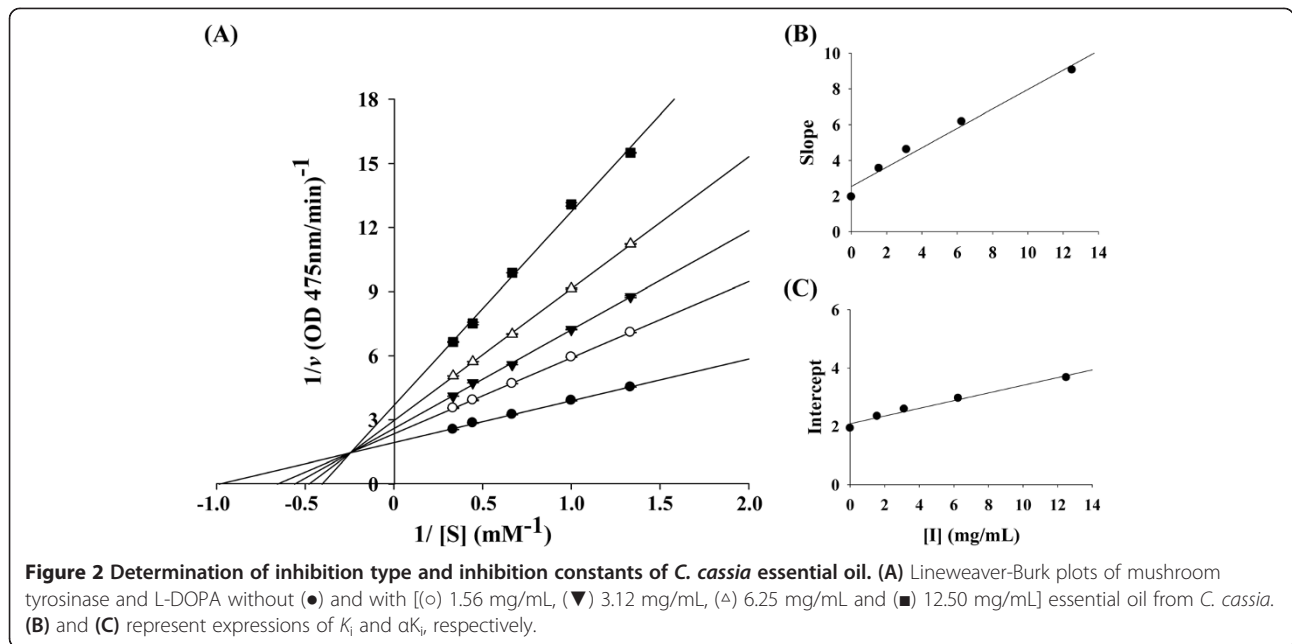 (A)
18
15
12
9
6
3
0
1/v (OD 475nm/min)⁻¹
-1.0 -0.5 0 0.5 1.0 1.5 2.0
1/ [S] (mM⁻¹)
(B)
10
8
6
4
2
0
Slope
0 2 4 6 8 10 12 14
(C)
6
4
2
0
Intercept
0 2 4 6 8 10 12 14
[I] (mg/mL)
Figure 2 Determination of inhibition type and inhibition constants of C. cassia essential oil. (A) Lineweaver-Burk plots of mushroom
tyrosinase and L-DOPA without (●) and with [(○) 1.56 mg/mL, (▼) 3.12 mg/mL, (△) 6.25 mg/mL and (■) 12.50 mg/mL] essential oil from C. cassia.
(B) and (C) represent expressions of Kᵢ and αKᵢ, respectively.